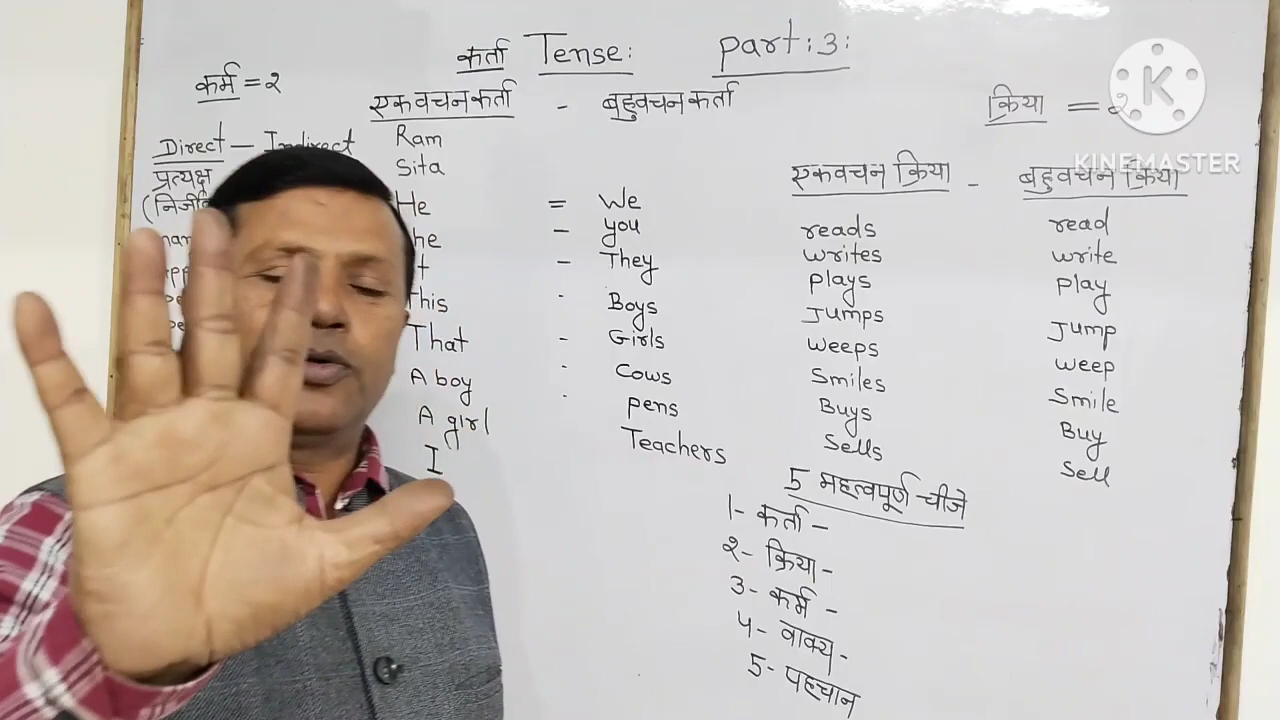 कर्ता Tense: Part:3:
कर्म = २
एकवचन कर्ता - बहुवचन कर्ता
क्रिया = २
K
KINEMASTER
Direct - Indirect
प्रत्यक्ष
Ram
Sita
He = We
- you
- They
This - Boys
That - Girls
A boy - Cows
A girl - pens
I Teachers
एकवचन क्रिया - बहुवचन क्रिया
reads read
writes write
plays play
Jumps Jump
weeps weep
Smiles Smile
Buys Buy
Sells Sell
5 महत्वपूर्ण चीजे
1- कर्ता -
२- क्रिया -
3- कर्म -
४- वाक्य -
5- पहचान